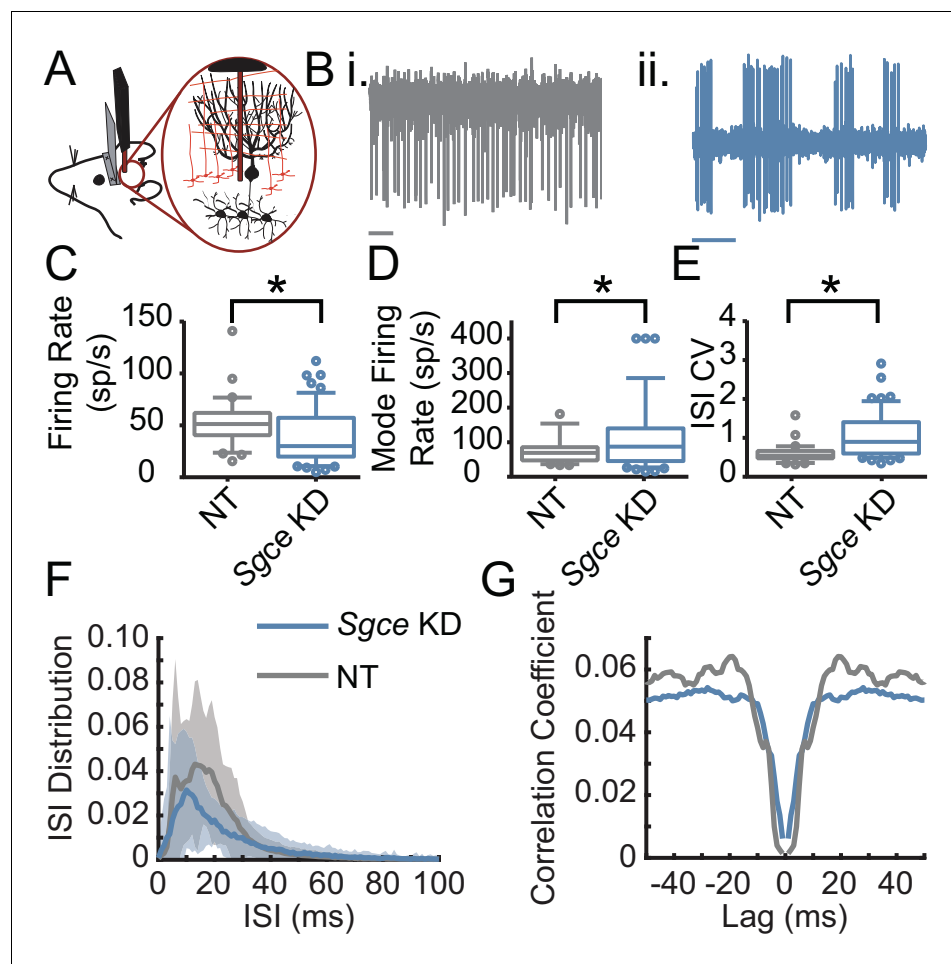 A
B i.
ii.
C
Firing Rate
(sp/s)
150
100
50
0
*
NT
Sgce KD
D
Mode Firing
Rate (sp/s)
400
300
200
100
0
*
NT
Sgce KD
E
ISI CV
4
3
2
1
0
*
NT
Sgce KD
F
ISI Distribution
0.10
0.08
0.06
0.04
0.02
0
Sgce KD
NT
0 20 40 60 80 100
ISI (ms)
G
Correlation Coefficient
0.06
0.04
0.02
0
-40 -20 0 20 40
Lag (ms)